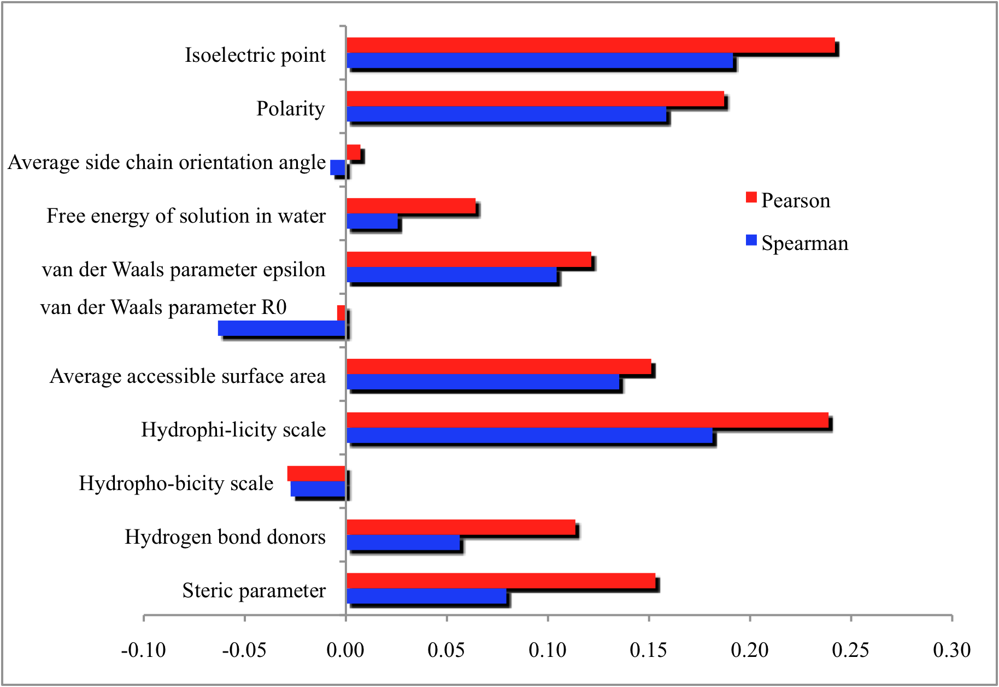 Isoelectric point
Polarity
Average side chain orientation angle
Free energy of solution in water
van der Waals parameter epsilon
van der Waals parameter R0
Average accessible surface area
Hydrophi-licity scale
Hydropho-bicity scale
Hydrogen bond donors
Steric parameter
Pearson
Spearman
-0.10 -0.05 0.00 0.05 0.10 0.15 0.20 0.25 0.30